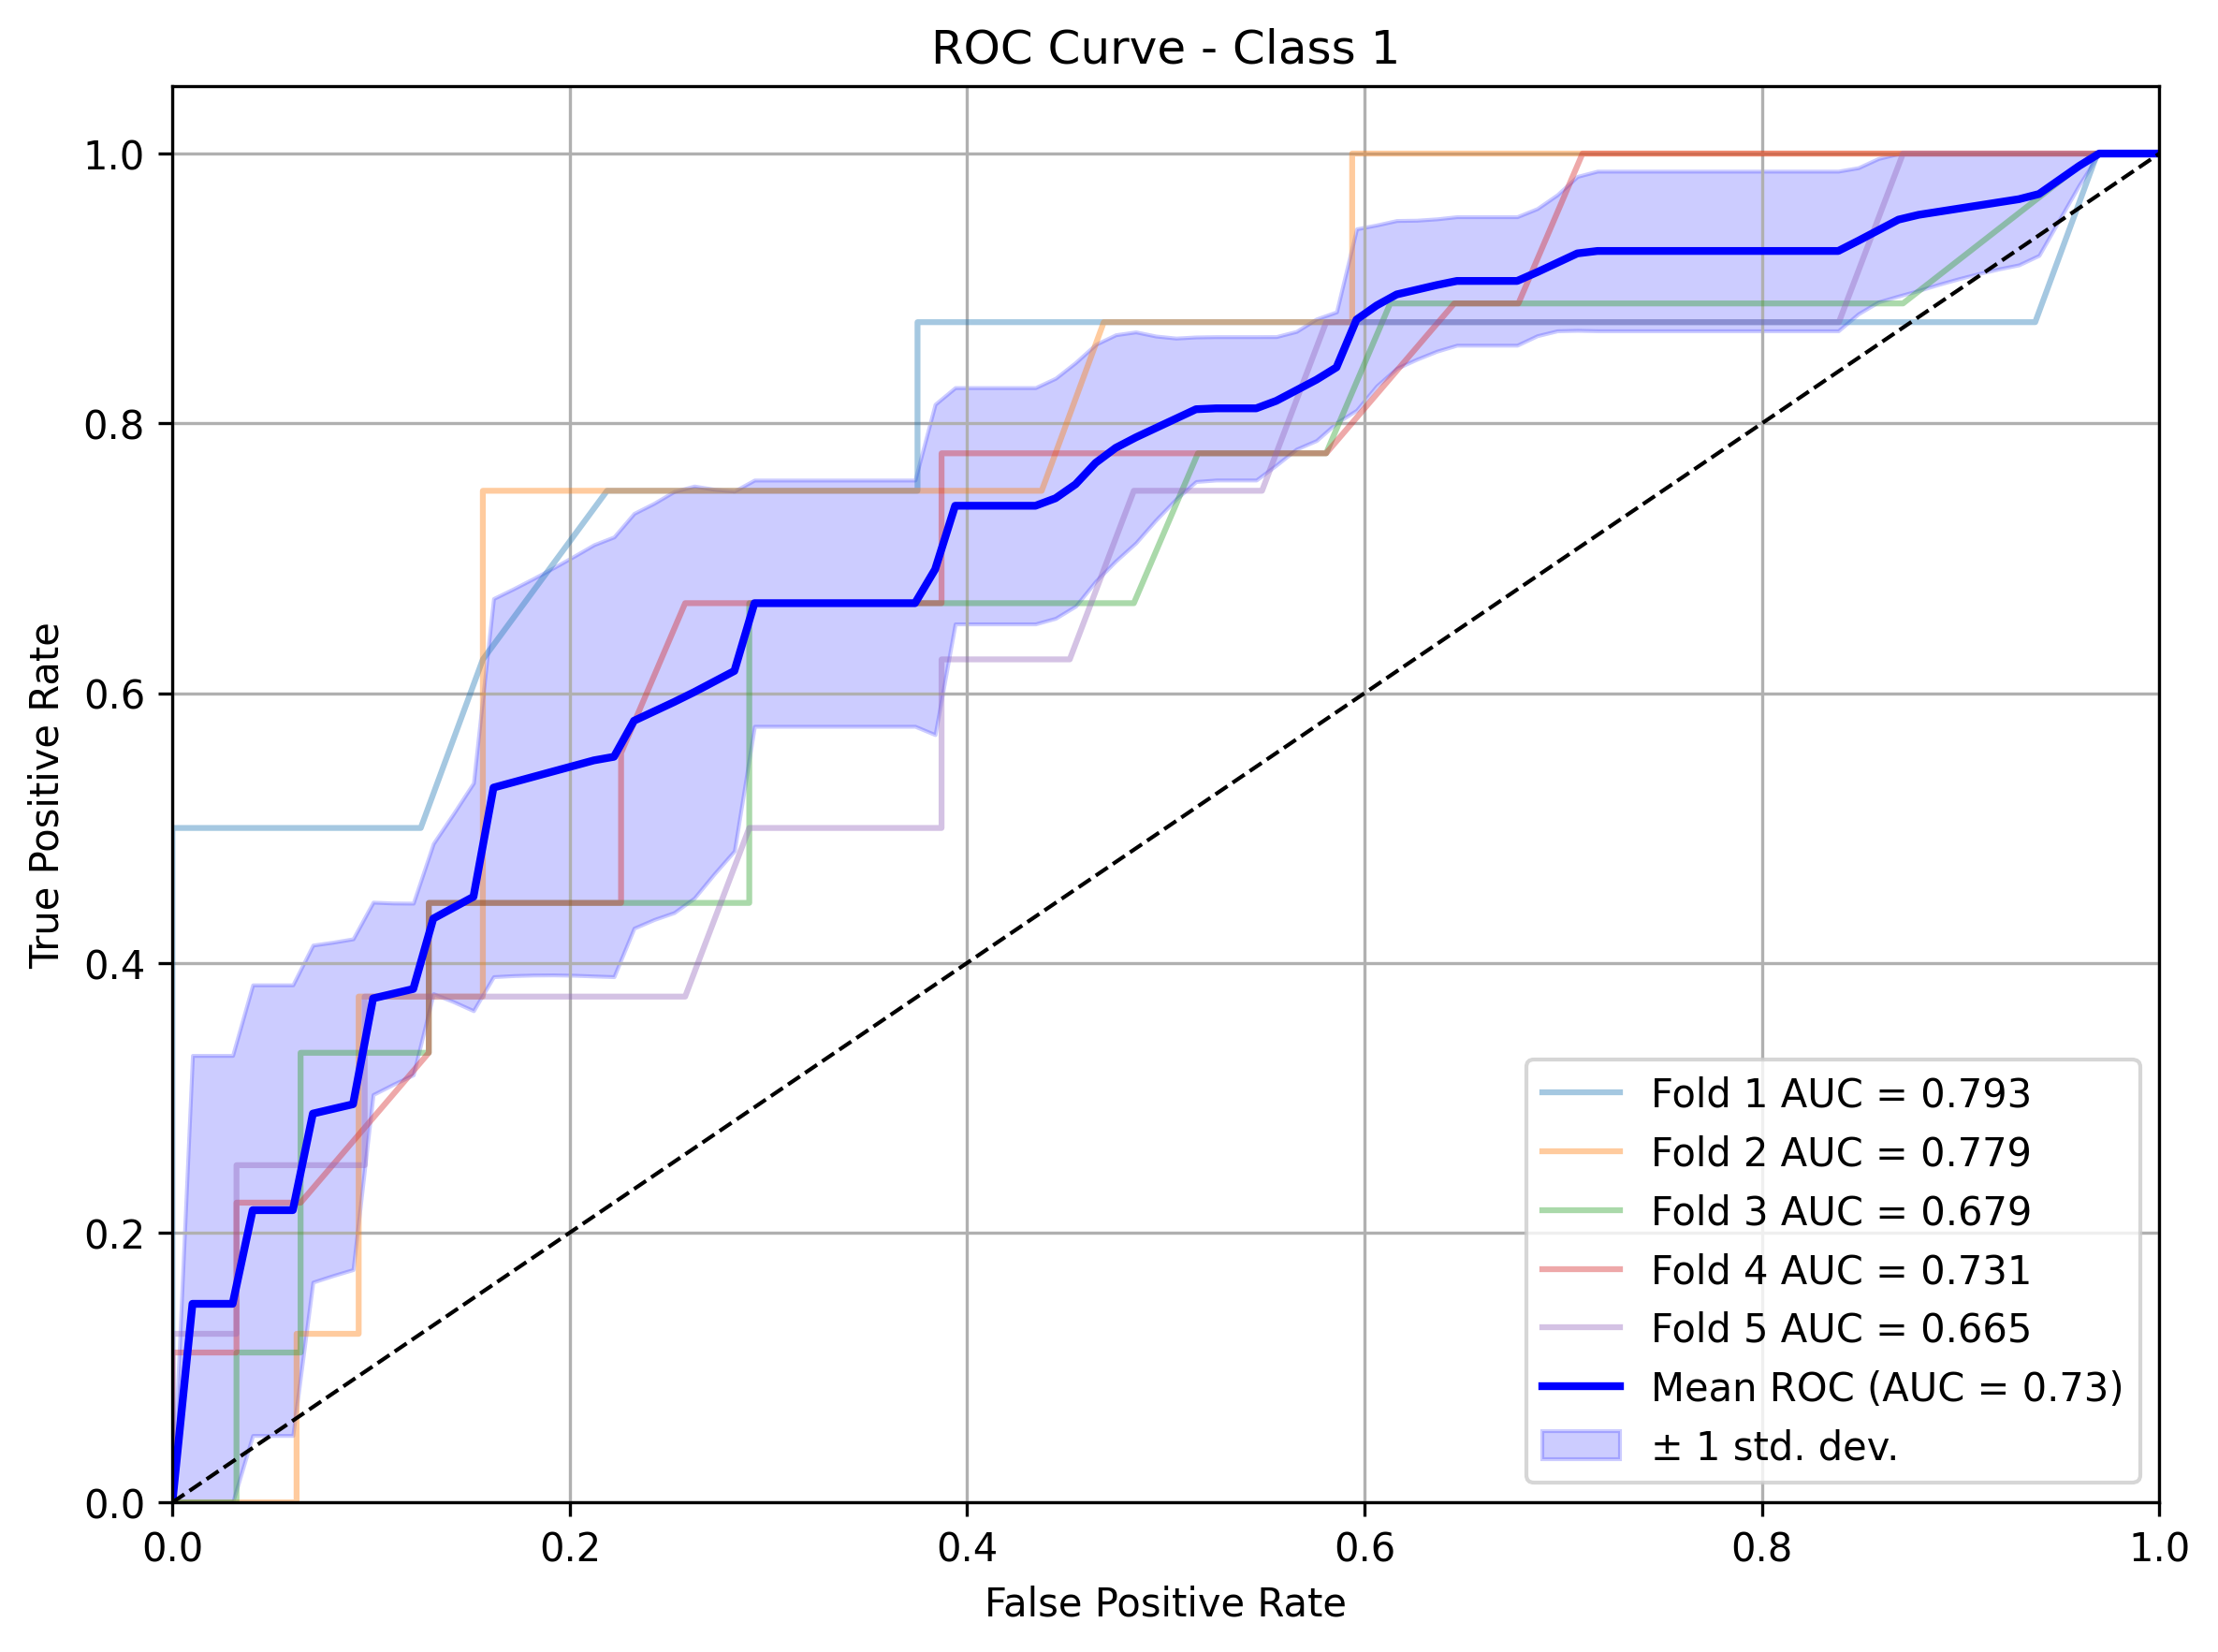 ROC Curve - Class 1
True Positive Rate
1.0
0.8
0.6
0.4
0.2
0.0
0.0 0.2 0.4 0.6 0.8 1.0
False Positive Rate
Fold 1 AUC = 0.793
Fold 2 AUC = 0.779
Fold 3 AUC = 0.679
Fold 4 AUC = 0.731
Fold 5 AUC = 0.665
Mean ROC (AUC = 0.73)
± 1 std. dev.